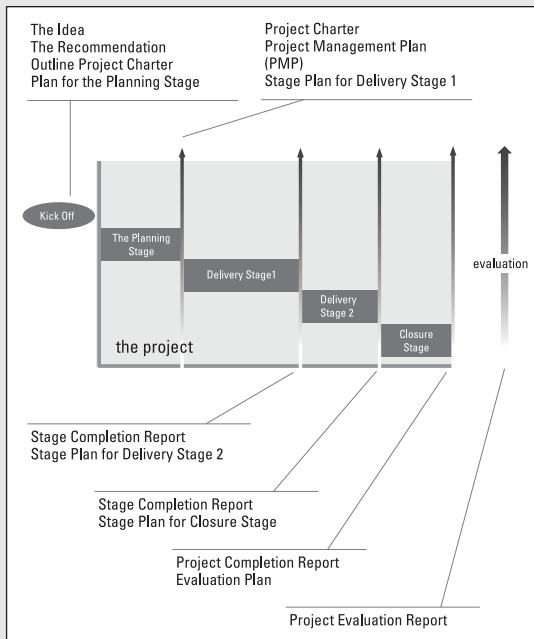 The Idea
The Recommendation
Outline Project Charter
Plan for the Planning Stage
Project Charter
Project Management Plan
(PMP)
Stage Plan for Delivery Stage 1
Kick Off
The Planning
Stage
Delivery Stage1
Delivery
Stage 2
Closure
Stage
evaluation
the project
Stage Completion Report
Stage Plan for Delivery Stage 2
Stage Completion Report
Stage Plan for Closure Stage
Project Completion Report
Evaluation Plan
Project Evaluation Report